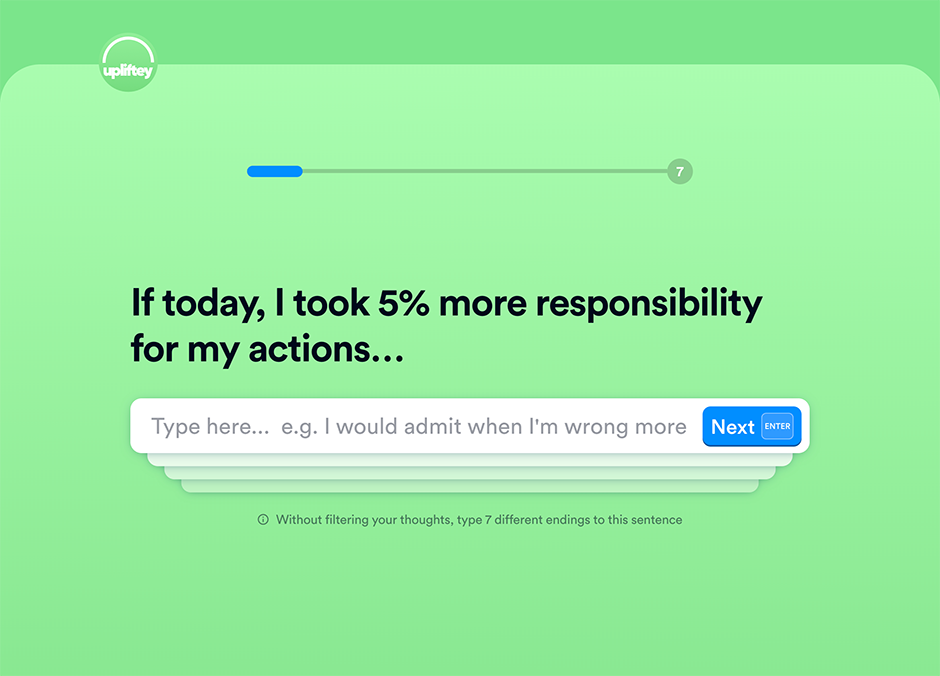 upliftey
7
If today, I took 5% more responsibility
for my actions...
Type here... e.g. I would admit when I'm wrong more
Next ENTER
Without filtering your thoughts, type 7 different endings to this sentence